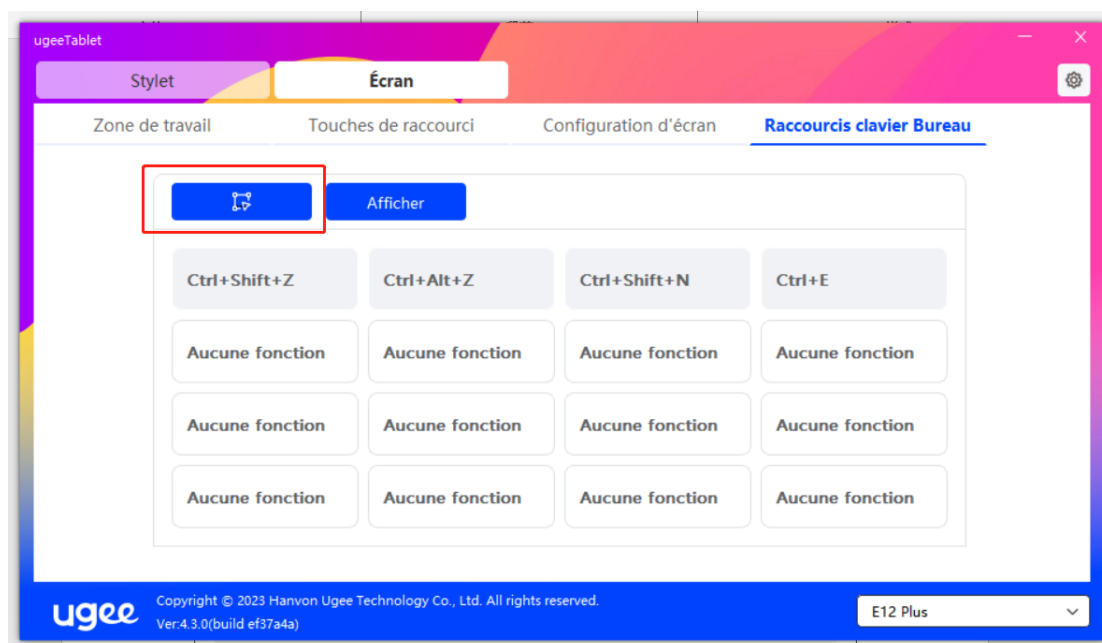 ugeeTablet
Stylet
Écran
Zone de travail
Touches de raccourci
Configuration d'écran
Raccourcis clavier Bureau
Afficher
Ctrl+Shift+Z
Ctrl+Alt+Z
Ctrl+Shift+N
Ctrl+E
Aucune fonction
Aucune fonction
Aucune fonction
Aucune fonction
Aucune fonction
Aucune fonction
Aucune fonction
Aucune fonction
Aucune fonction
Aucune fonction
Aucune fonction
Aucune fonction
ugee
Copyright © 2023 Hanvon Ugee Technology Co., Ltd. All rights reserved.
Ver:4.3.0(build ef37a4a)
E12 Plus